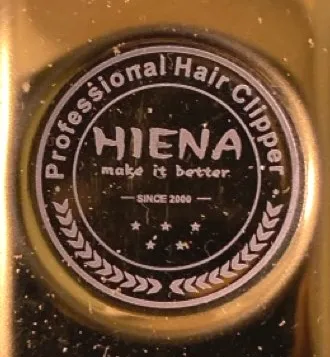 Professional Hair Clipper
HIENA
make it better
SINCE 2000